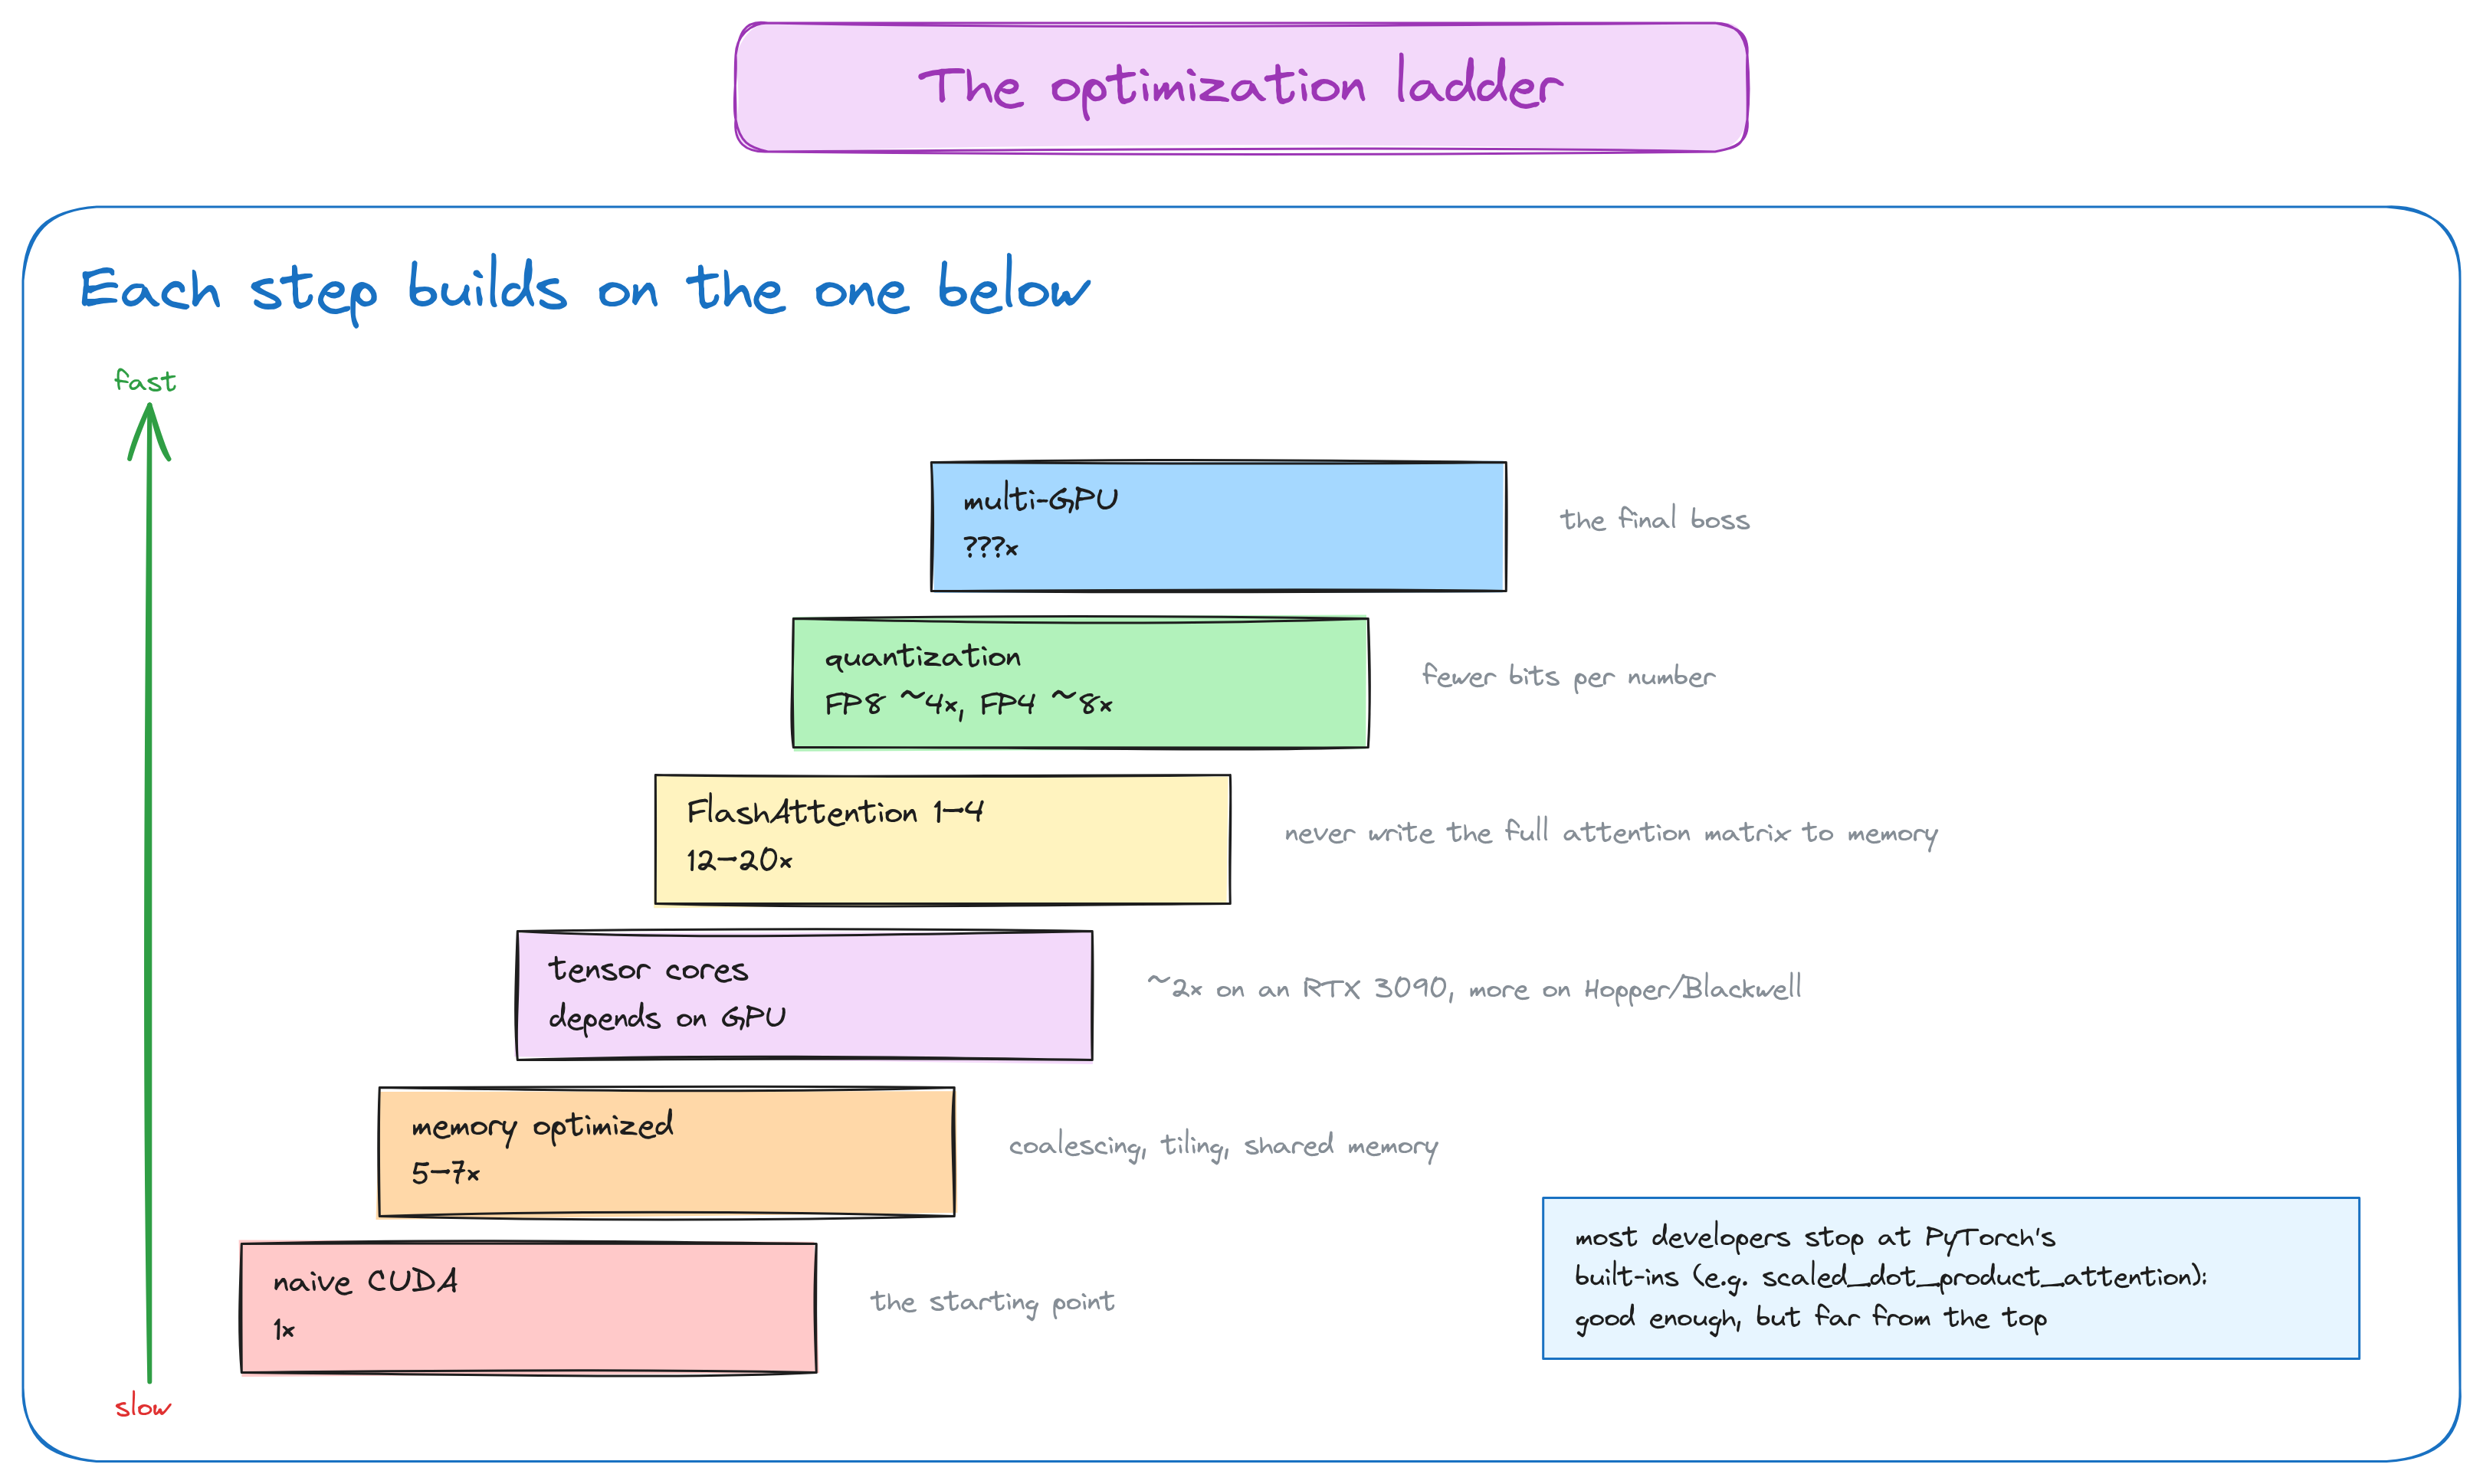 The optimization ladder
Each step builds on the one below
fast
multi-GPU
???x
the final boss
quantization
FP8 ~4x, FP4 ~8x
fewer bits per number
FlashAttention 1–4
12–20x
never write the full attention matrix to memory
tensor cores
depends on GPU
~2x on an RTX 3090, more on Hopper/Blackwell
memory optimized
5–7x
coalescing, tiling, shared memory
naive CUDA
1x
the starting point
most developers stop at PyTorch's
built-ins (e.g. scaled_dot_product_attention):
good enough, but far from the top
slow